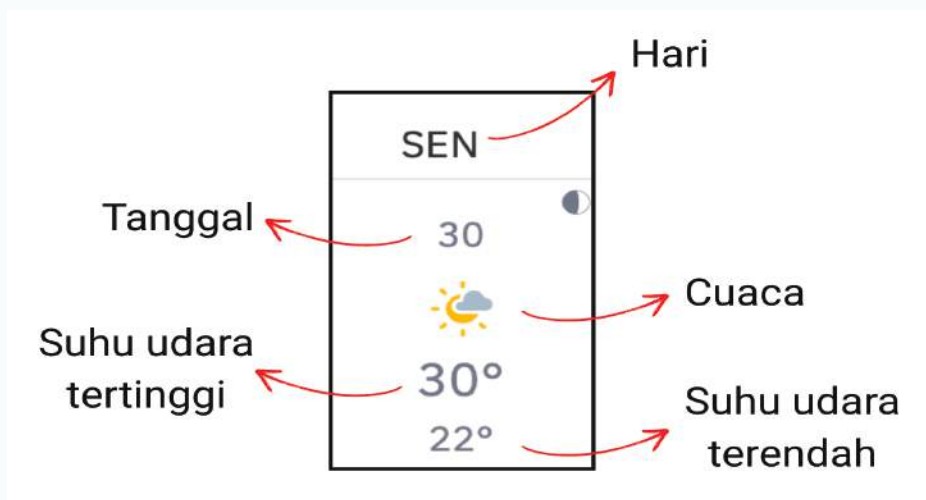 Hari
SEN
Tanggal
30
Cuaca
Suhu udara
tertinggi
30°
22°
Suhu udara
terendah